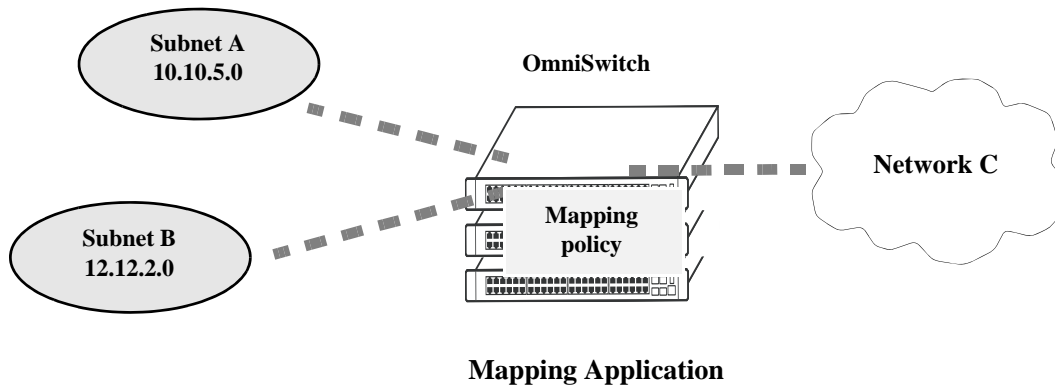 Subnet A
10.10.5.0
OmniSwitch
Network C
Mapping
policy
Subnet B
12.12.2.0
Mapping Application